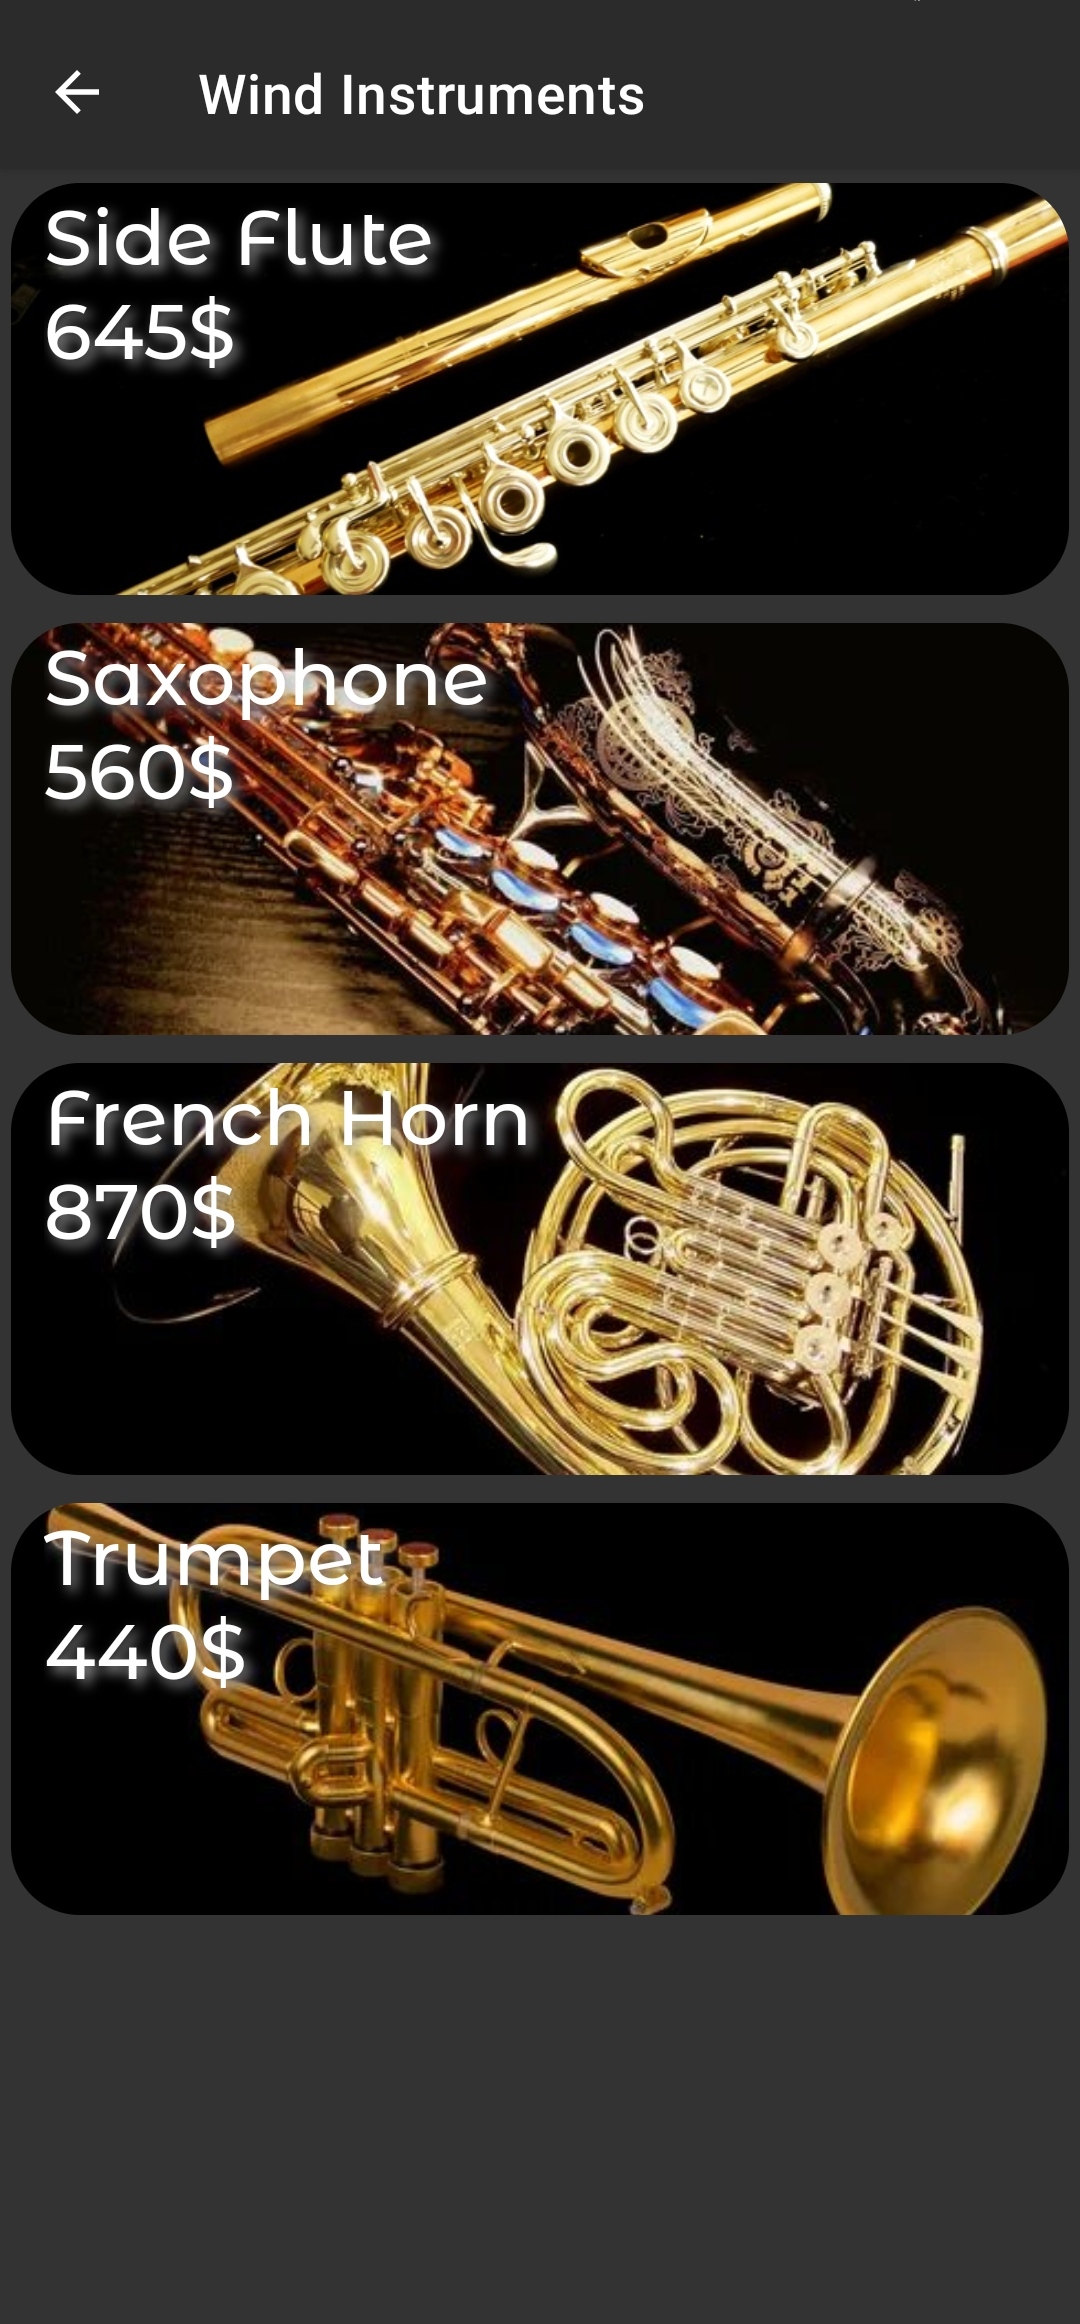 Wind Instruments
Side Flute
645$
Saxophone
560$
French Horn
870$
Trumpet
440$